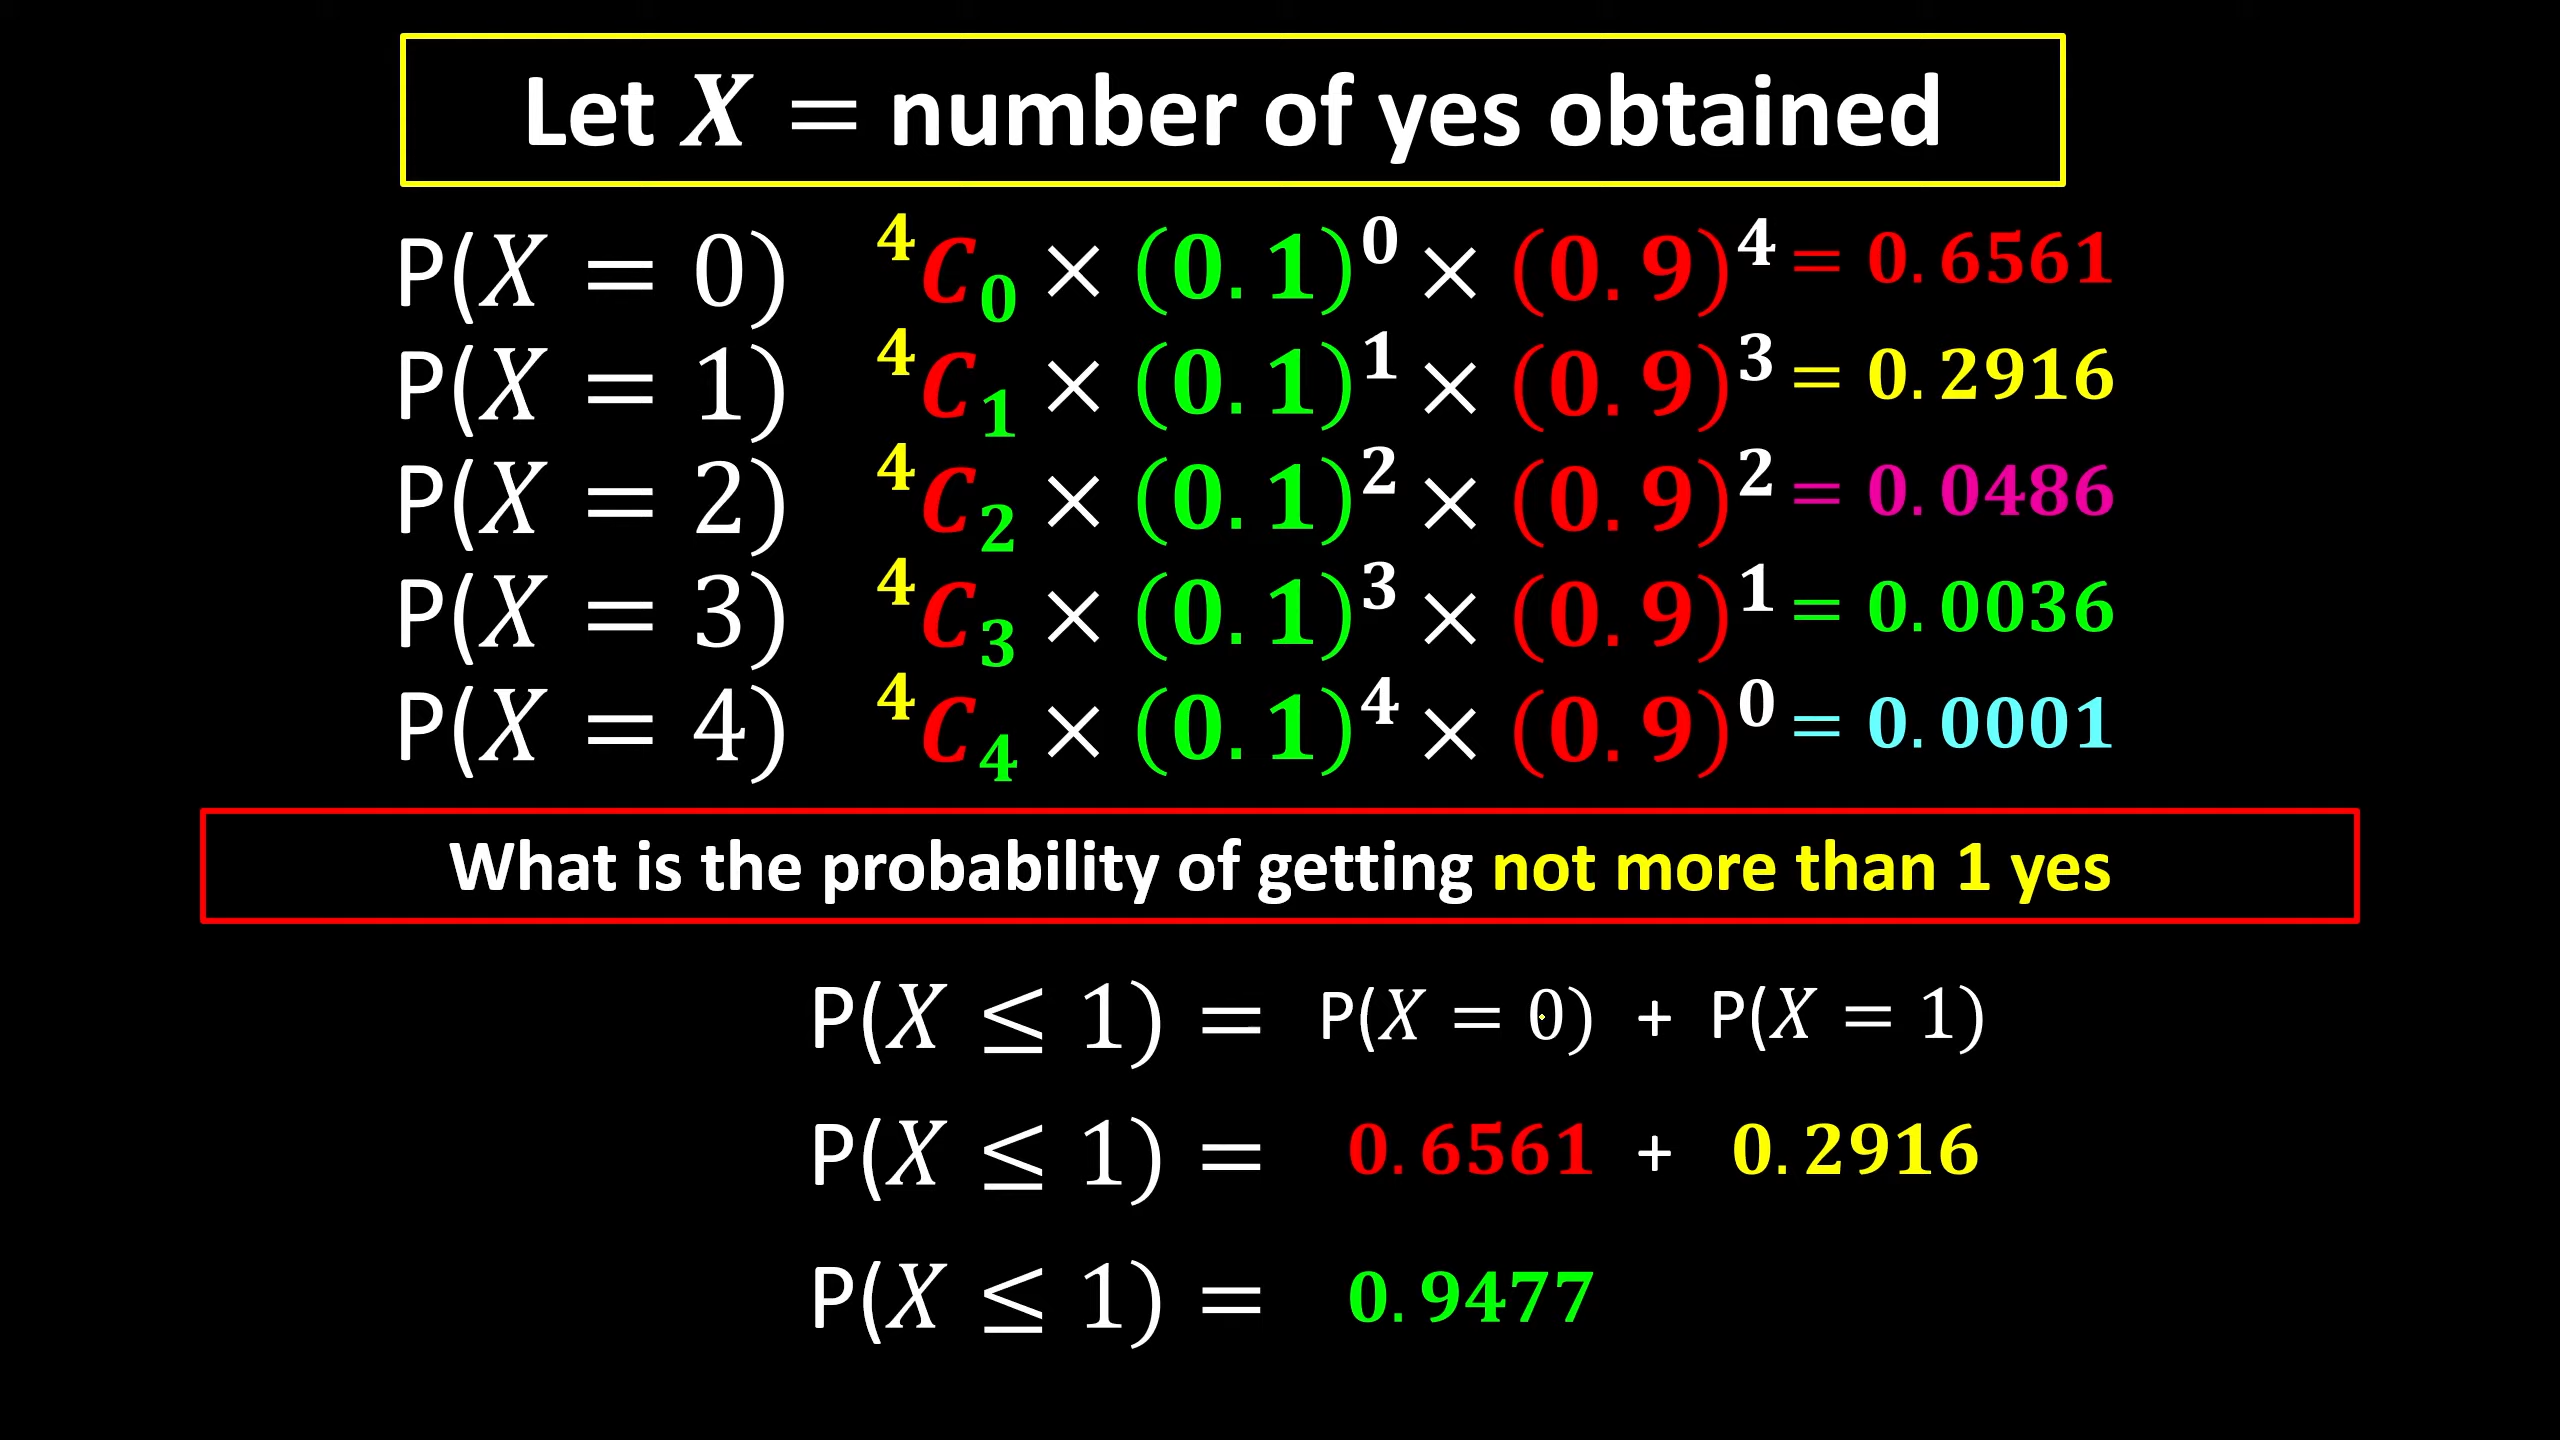 Let X = number of yes obtained
P(X = 0) ⁴C₀ × (0.1)⁰ × (0.9)⁴ = 0.6561
P(X = 1) ⁴C₁ × (0.1)¹ × (0.9)³ = 0.2916
P(X = 2) ⁴C₂ × (0.1)² × (0.9)² = 0.0486
P(X = 3) ⁴C₃ × (0.1)³ × (0.9)¹ = 0.0036
P(X = 4) ⁴C₄ × (0.1)⁴ × (0.9)⁰ = 0.0001
What is the probability of getting not more than 1 yes
P(X ≤ 1) = P(X = 0) + P(X = 1)
P(X ≤ 1) = 0.6561 + 0.2916
P(X ≤ 1) = 0.9477